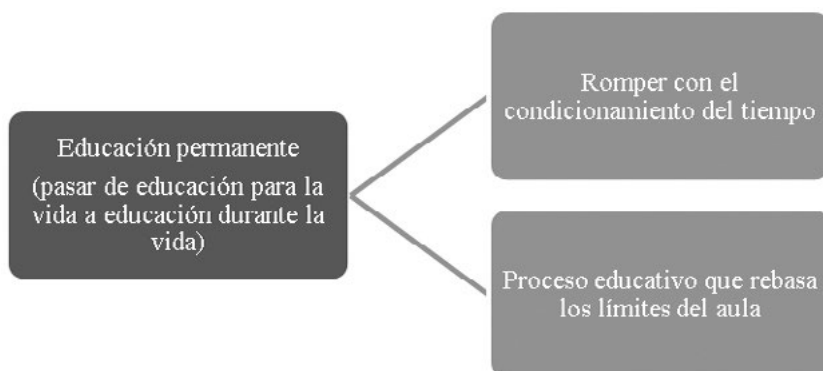 Educación permanente
(pasar de educación para la
vida a educación durante la
vida)
Romper con el
condicionamiento del tiempo
Proceso educativo que rebasa
los límites del aula